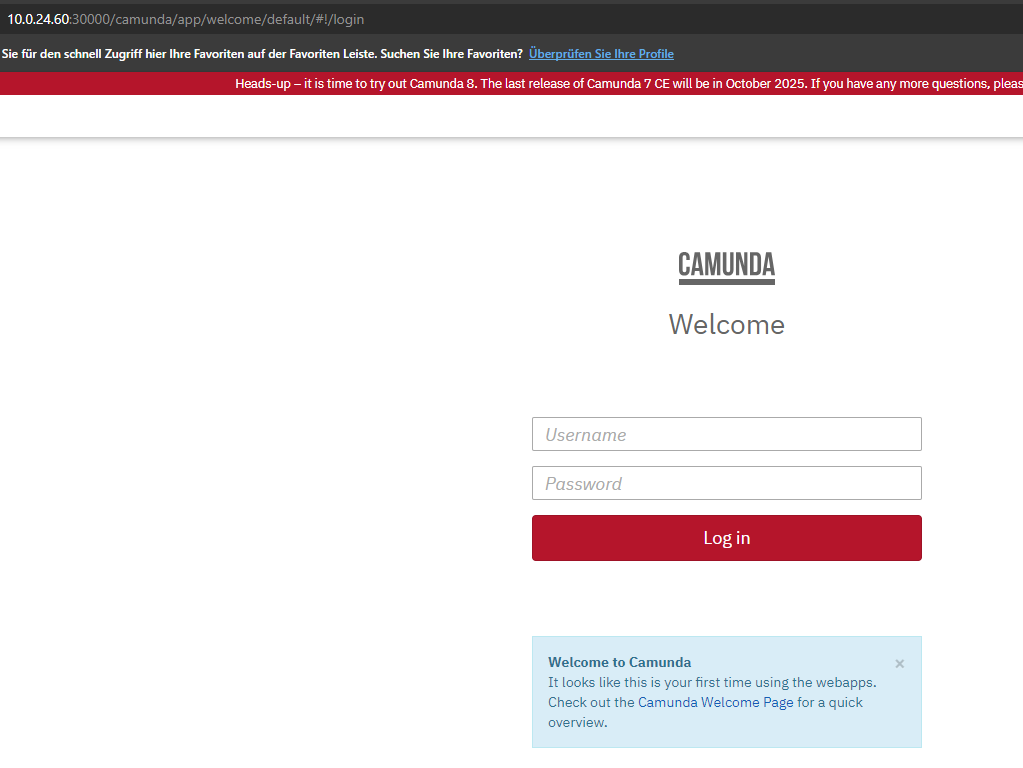 10.0.24.60:30000/camunda/app/welcome/default/#!/login
Sie für den schnell Zugriff hier Ihre Favoriten auf der Favoriten Leiste. Suchen Sie Ihre Favoriten? Überprüfen Sie Ihre Profile
Heads-up – it is time to try out Camunda 8. The last release of Camunda 7 CE will be in October 2025. If you have any more questions, pleas
CAMUNDA
Welcome
Username
Password
Log in
Welcome to Camunda ×
It looks like this is your first time using the webapps.
Check out the Camunda Welcome Page for a quick
overview.